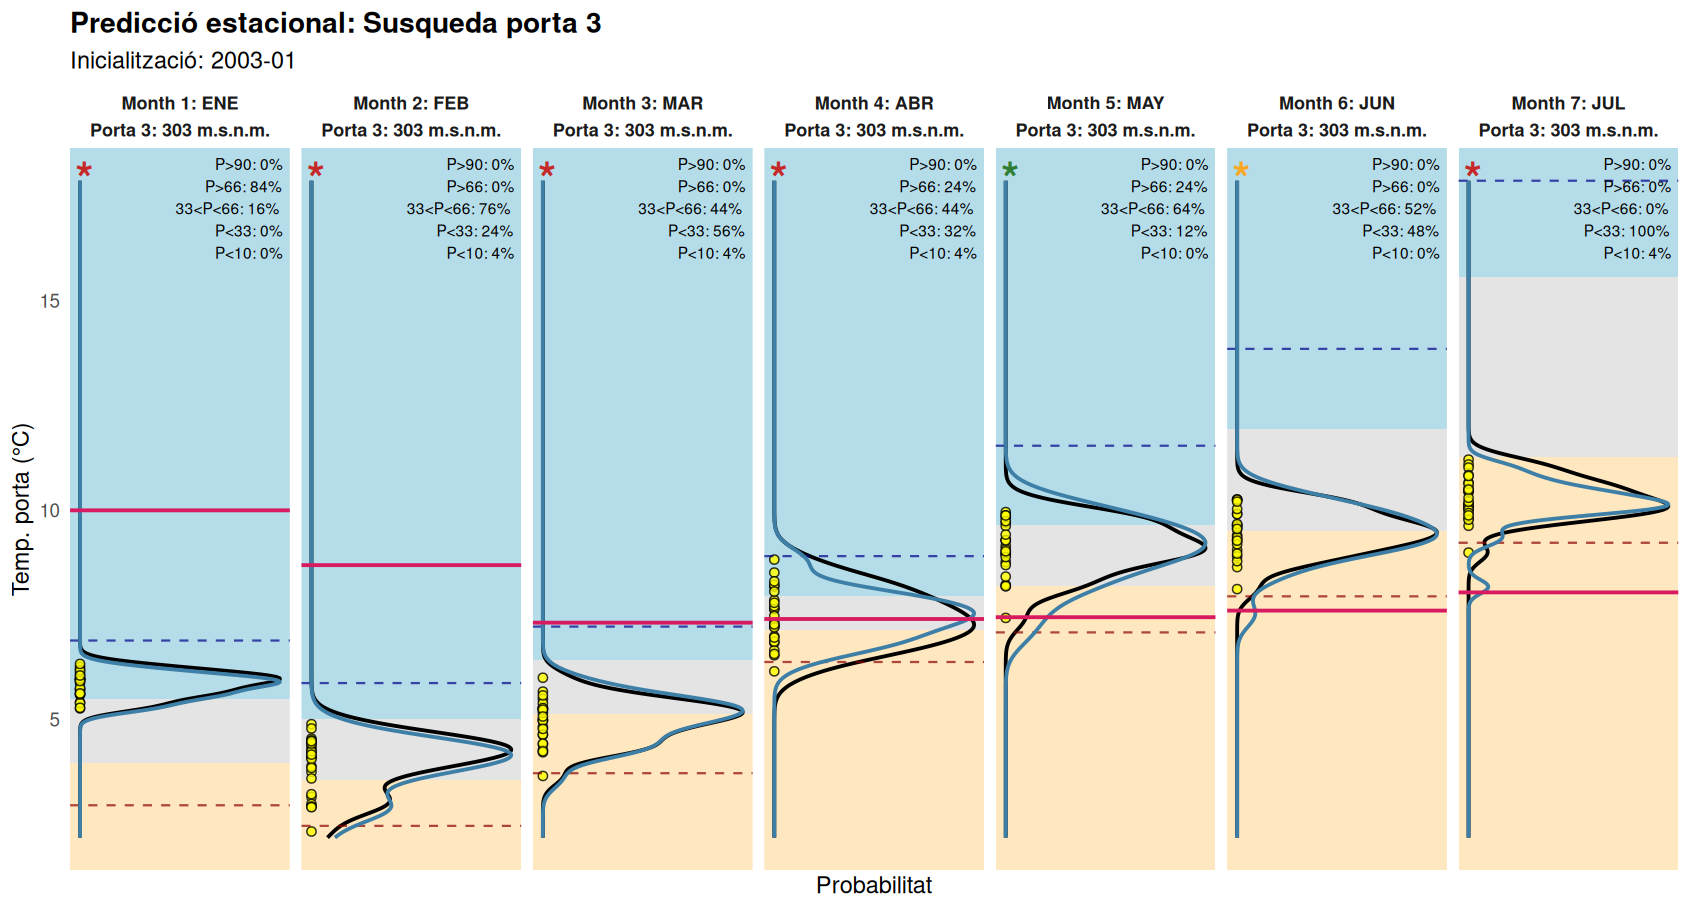 Predicció estacional: Susqueda porta 3
Inicialització: 2003-01
Month 1: ENE
Porta 3: 303 m.s.n.m.
Month 2: FEB
Porta 3: 303 m.s.n.m.
Month 3: MAR
Porta 3: 303 m.s.n.m.
Month 4: ABR
Porta 3: 303 m.s.n.m.
Month 5: MAY
Porta 3: 303 m.s.n.m.
Month 6: JUN
Porta 3: 303 m.s.n.m.
Month 7: JUL
Porta 3: 303 m.s.n.m.
*
P>90: 0%
P>66: 84%
33<P<66: 16%
P<33: 0%
P<10: 0%
*
P>90: 0%
P>66: 0%
33<P<66: 76%
P<33: 24%
P<10: 4%
*
P>90: 0%
P>66: 0%
33<P<66: 44%
P<33: 56%
P<10: 4%
*
P>90: 0%
P>66: 24%
33<P<66: 44%
P<33: 32%
P<10: 4%
*
P>90: 0%
P>66: 24%
33<P<66: 64%
P<33: 12%
P<10: 0%
*
P>90: 0%
P>66: 0%
33<P<66: 52%
P<33: 48%
P<10: 0%
*
P>90: 0%
P>66: 0%
33<P<66: 0%
P<33: 100%
P<10: 4%
15
10
5
Temp. porta (°C)
Probabilitat